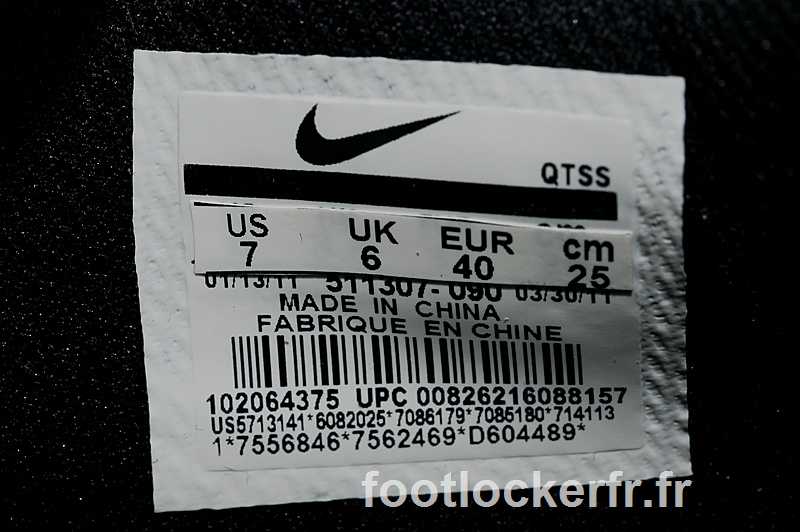 QTSS
US UK EUR cm
7 6 40 25
01/13/11 511307-090 03/30/11
MADE IN CHINA
FABRIQUE EN CHINE
102064375 UPC 00826216088157
US5713141*6082025*7086179*7085180*714113
1*7556846*7562469*D604489*
footlockerfr.fr